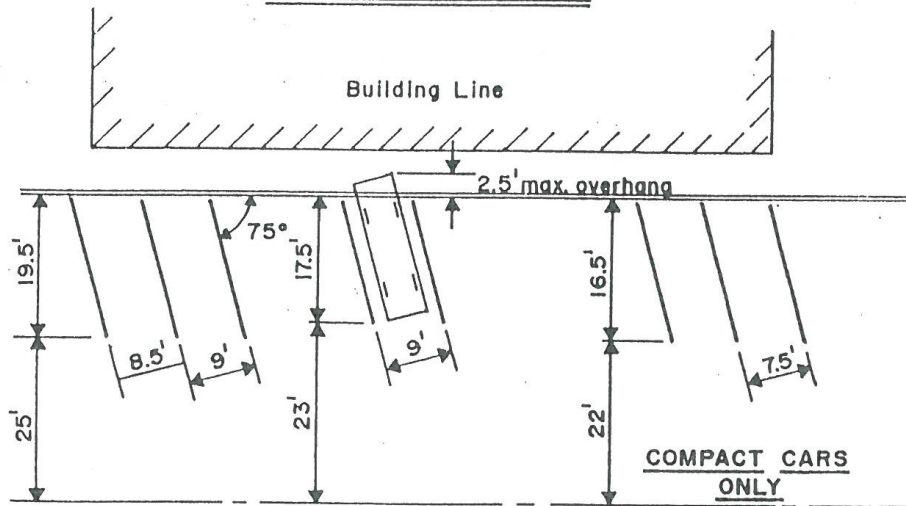 Building Line
2.5' max. overhang
75°
19.5'
17.5'
16.5'
8.5'
9'
9'
7.5'
25'
23'
22'
COMPACT CARS
ONLY